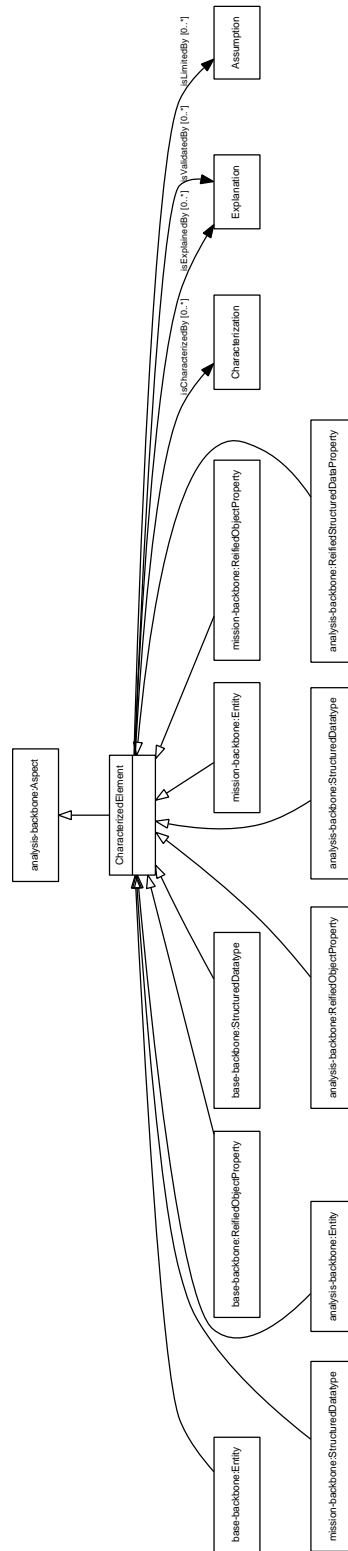 analysis-backbone:Aspect
CharacterizedElement
isLimitedBy [0..*]
isValidatedBy [0..*]
isExplainedBy [0..*]
isCharacterizedBy [0..*]
base-backbone:Entity
base-backbone:ReifiedObjectProperty
base-backbone:StructuredDatatype
mission-backbone:Entity
mission-backbone:ReifiedObjectProperty
Characterization
Explanation
Assumption
mission-backbone:StructuredDatatype
analysis-backbone:Entity
analysis-backbone:ReifiedObjectProperty
analysis-backbone:StructuredDatatype
analysis-backbone:ReifiedStructuredDataProperty